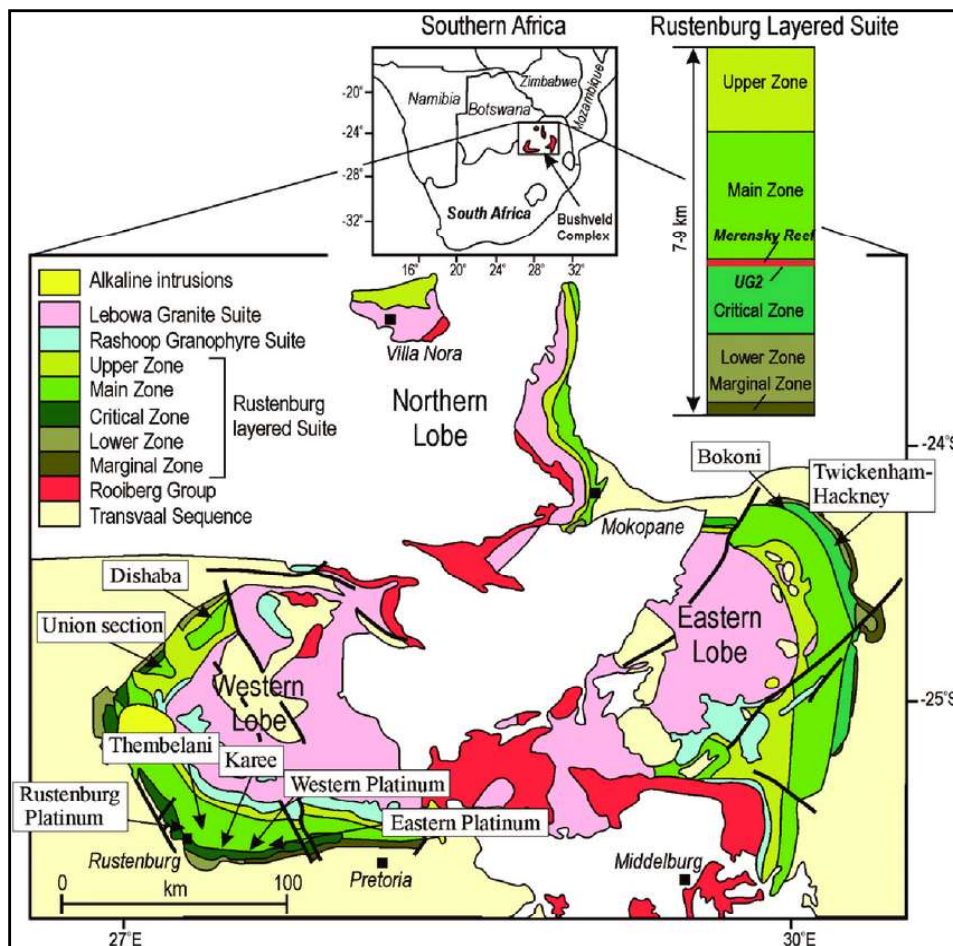 Southern Africa
Rustenburg Layered Suite
-20°
-24°
-28°
-32°
16°
20°
24°
28°
32°
Namibia
Botswana
Zimbabwe
Mozambique
South Africa
Bushveld
Complex
7-9 km
Upper Zone
Main Zone
Merensky Reef
UG2
Critical Zone
Lower Zone
Marginal Zone
Alkaline intrusions
Lebowa Granite Suite
Rashoop Granophyre Suite
Upper Zone
Main Zone
Critical Zone
Lower Zone
Marginal Zone
Rustenburg
layered Suite
Rooiberg Group
Transvaal Sequence
Villa Nora
Northern
Lobe
Mokopane
-24°S
Bokoni
Twickenham-
Hackney
Dishaba
Union section
Western
Lobe
Eastern
Lobe
-25°S
Thembelani
Karee
Western Platinum
Rustenburg
Platinum
Eastern Platinum
Rustenburg
Pretoria
Middelburg
0
100
km
27°E
30°E